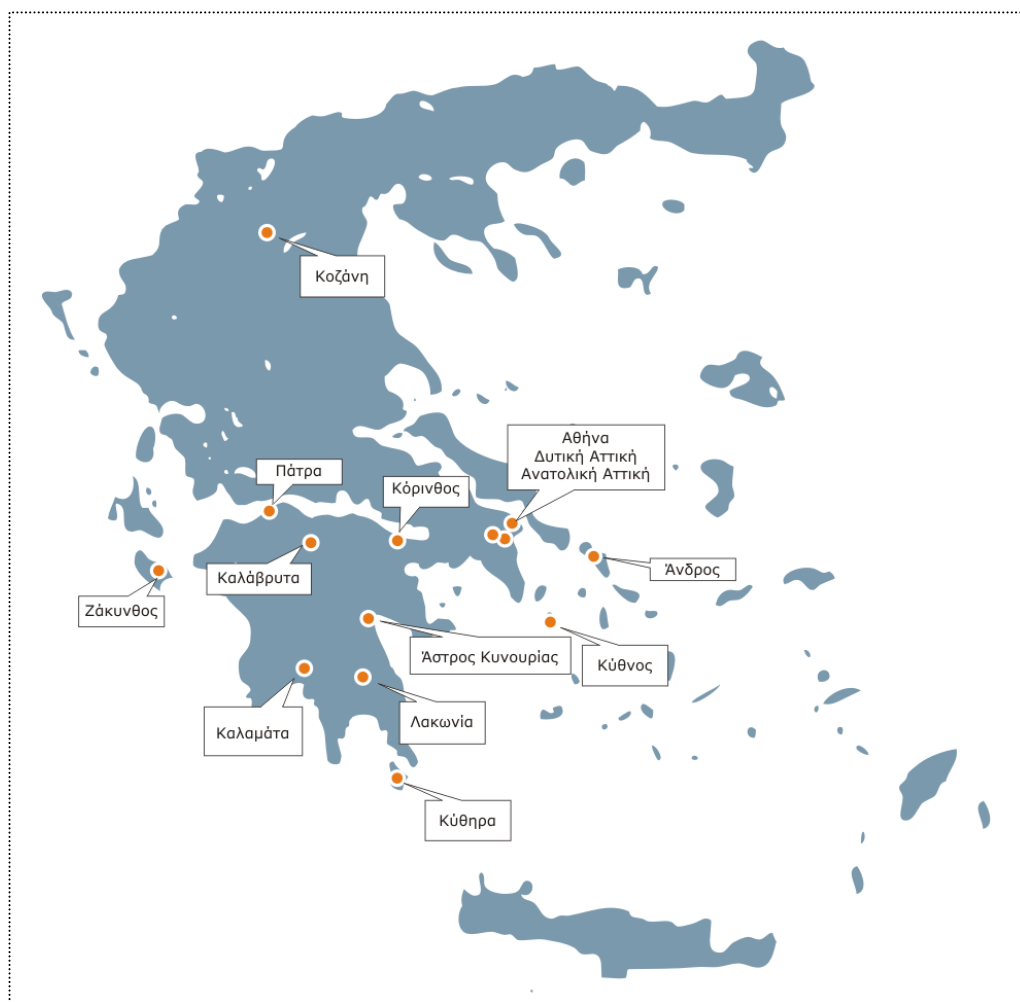 Κοζάνη
Αθήνα
Δυτική Αττική
Ανατολική Αττική
Πάτρα
Κόρινθος
Καλάβρυτα
Άνδρος
Ζάκυνθος
Άστρος Κυνουρίας
Κύθνος
Καλαμάτα
Λακωνία
Κύθηρα